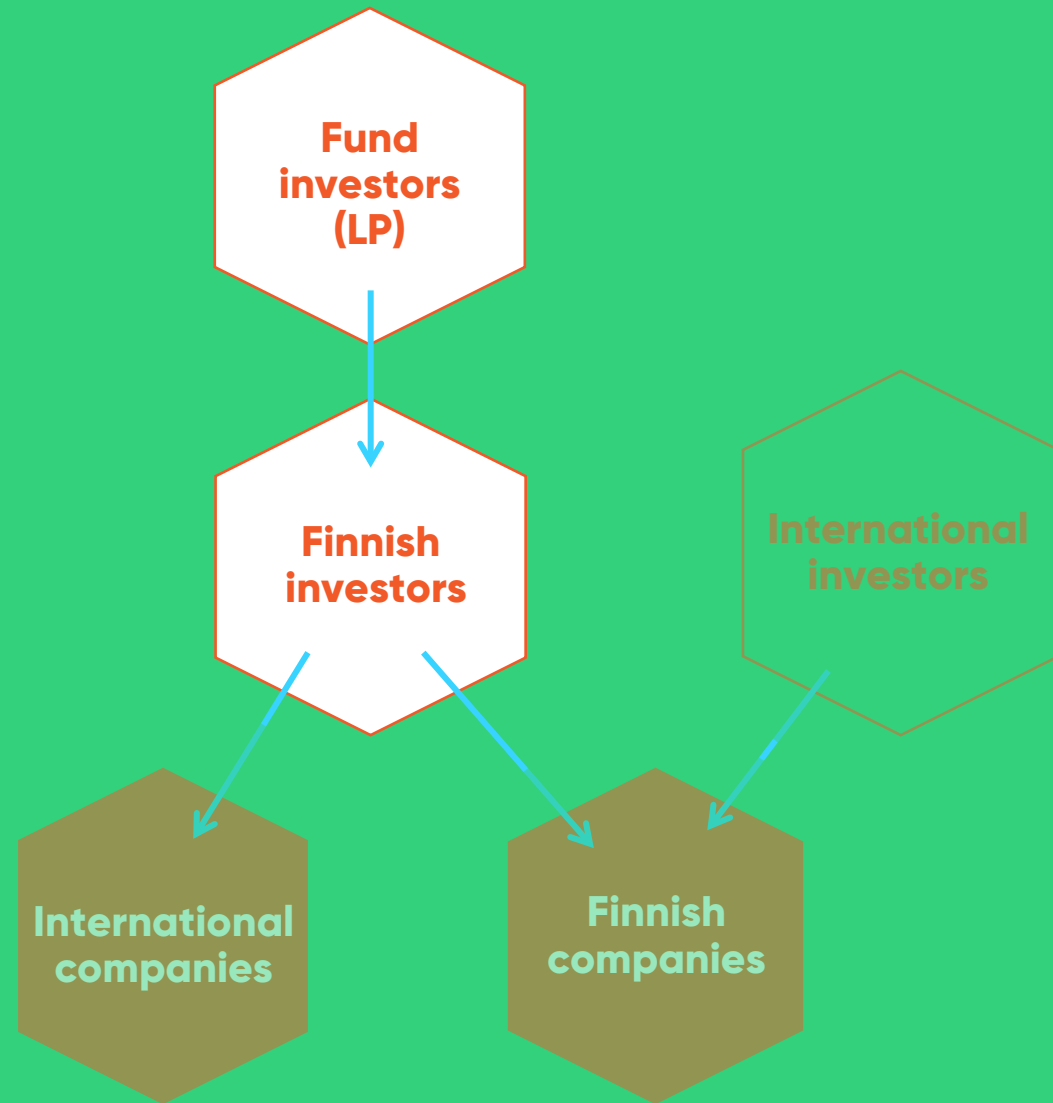 Fund
investors
(LP)
Finnish
investors
International
investors
International
companies
Finnish
companies